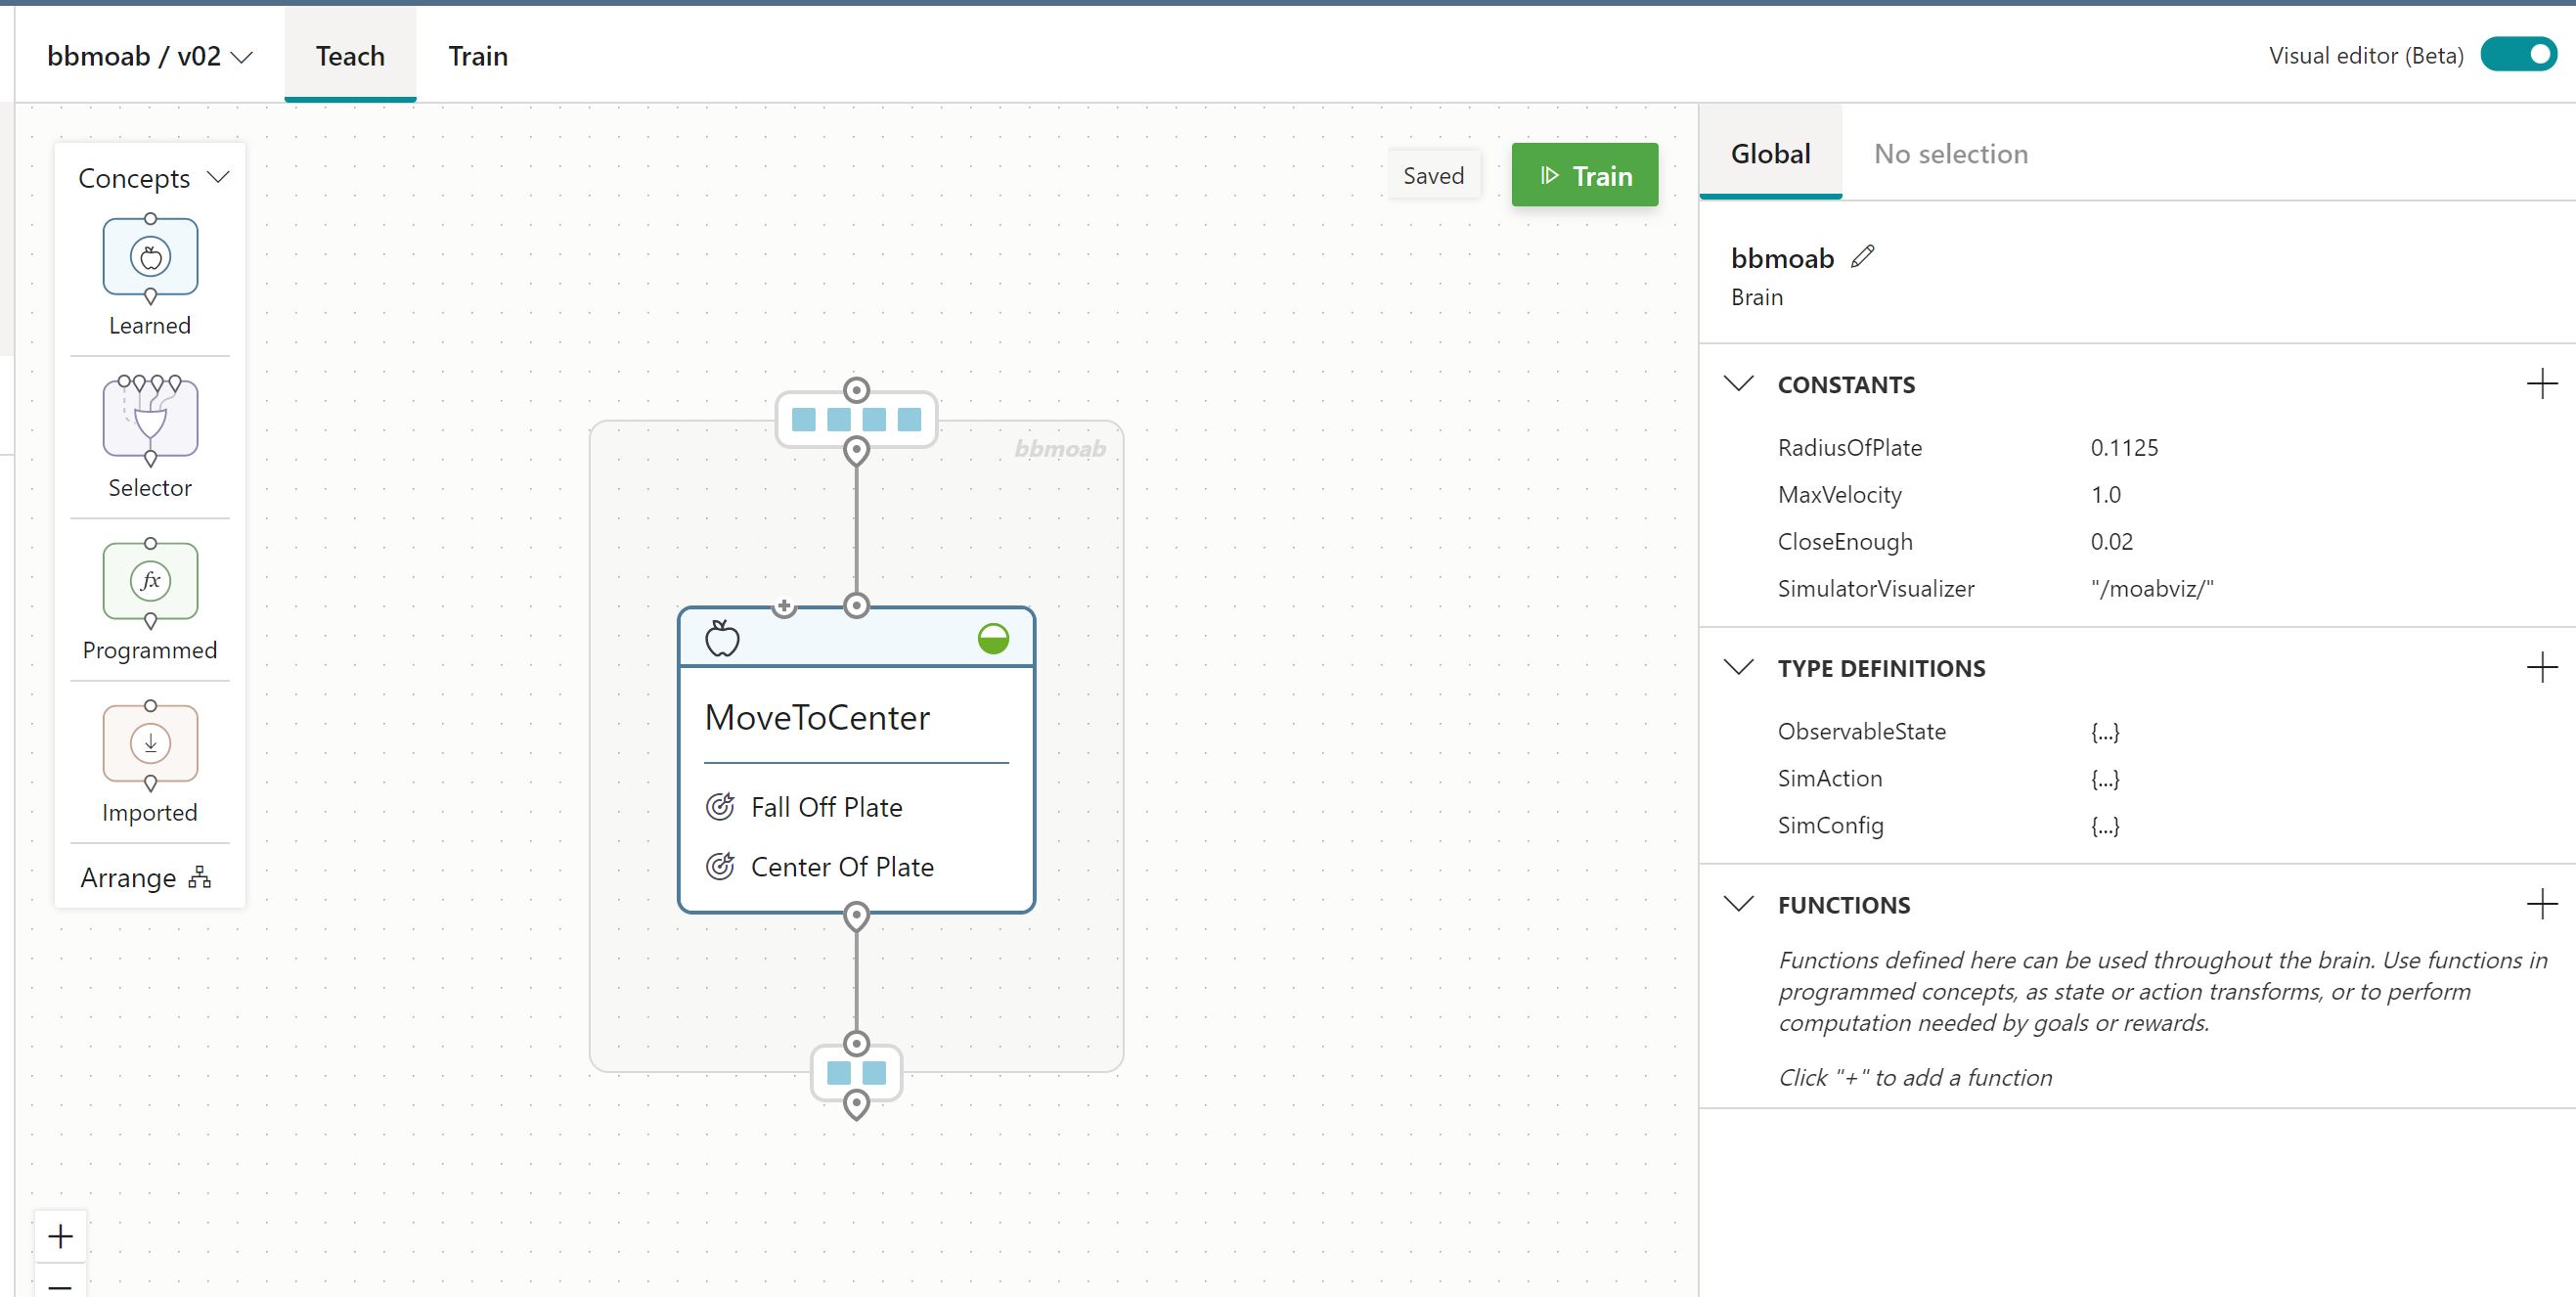 bbmoab / v02
Teach
Train
Visual editor (Beta)
Concepts
Learned
Selector
fx
Programmed
Imported
Arrange
Saved
Train
bbmoab
MoveToCenter
Fall Off Plate
Center Of Plate
Global
No selection
bbmoab
Brain
CONSTANTS
RadiusOfPlate 0.1125
MaxVelocity 1.0
CloseEnough 0.02
SimulatorVisualizer "/moabviz/"
TYPE DEFINITIONS
ObservableState {...}
SimAction {...}
SimConfig {...}
FUNCTIONS
Functions defined here can be used throughout the brain. Use functions in
programmed concepts, as state or action transforms, or to perform
computation needed by goals or rewards.
Click "+" to add a function